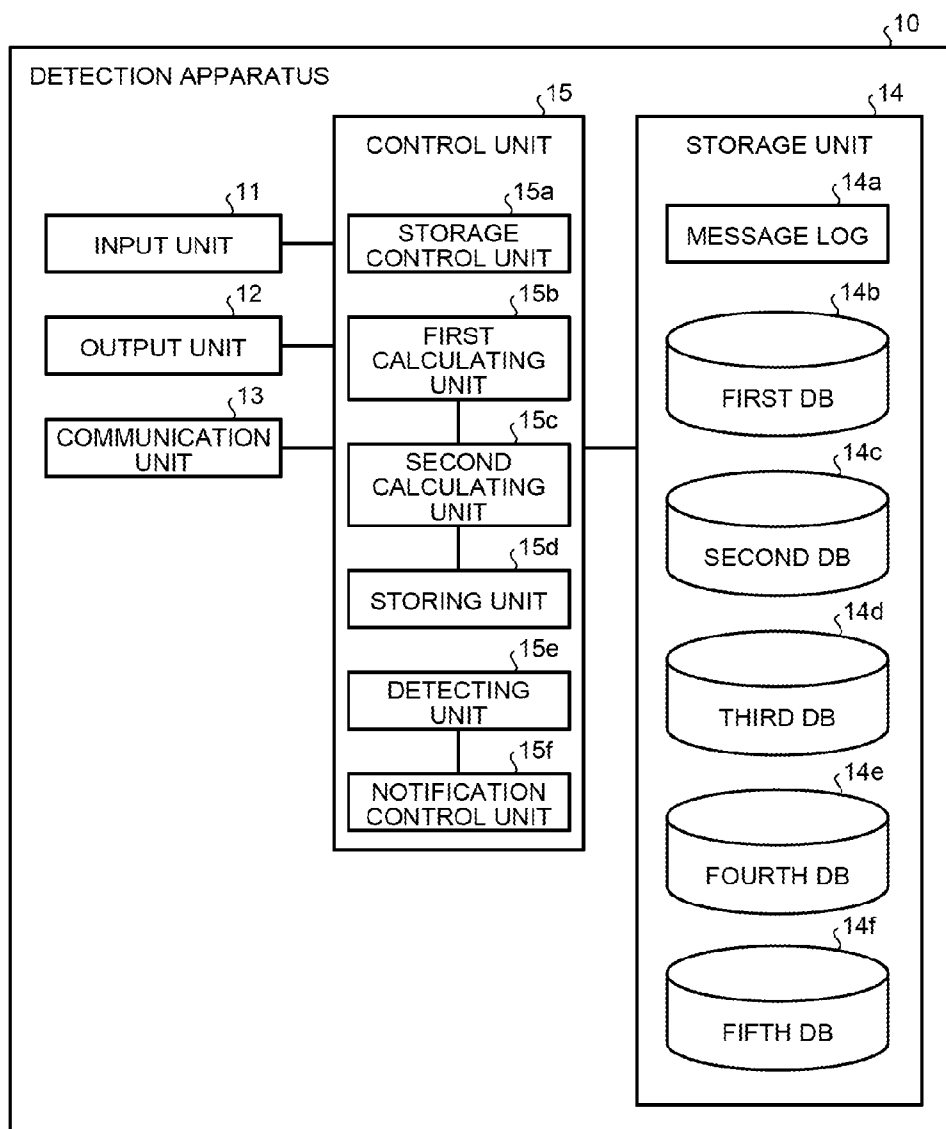 10
DETECTION APPARATUS
15
CONTROL UNIT
14
STORAGE UNIT
11
INPUT UNIT
12
OUTPUT UNIT
13
COMMUNICATION
UNIT
15a
STORAGE
CONTROL UNIT
15b
FIRST
CALCULATING
UNIT
15c
SECOND
CALCULATING
UNIT
15d
STORING UNIT
15e
DETECTING
UNIT
15f
NOTIFICATION
CONTROL UNIT
14a
MESSAGE LOG
14b
FIRST DB
14c
SECOND DB
14d
THIRD DB
14e
FOURTH DB
14f
FIFTH DB